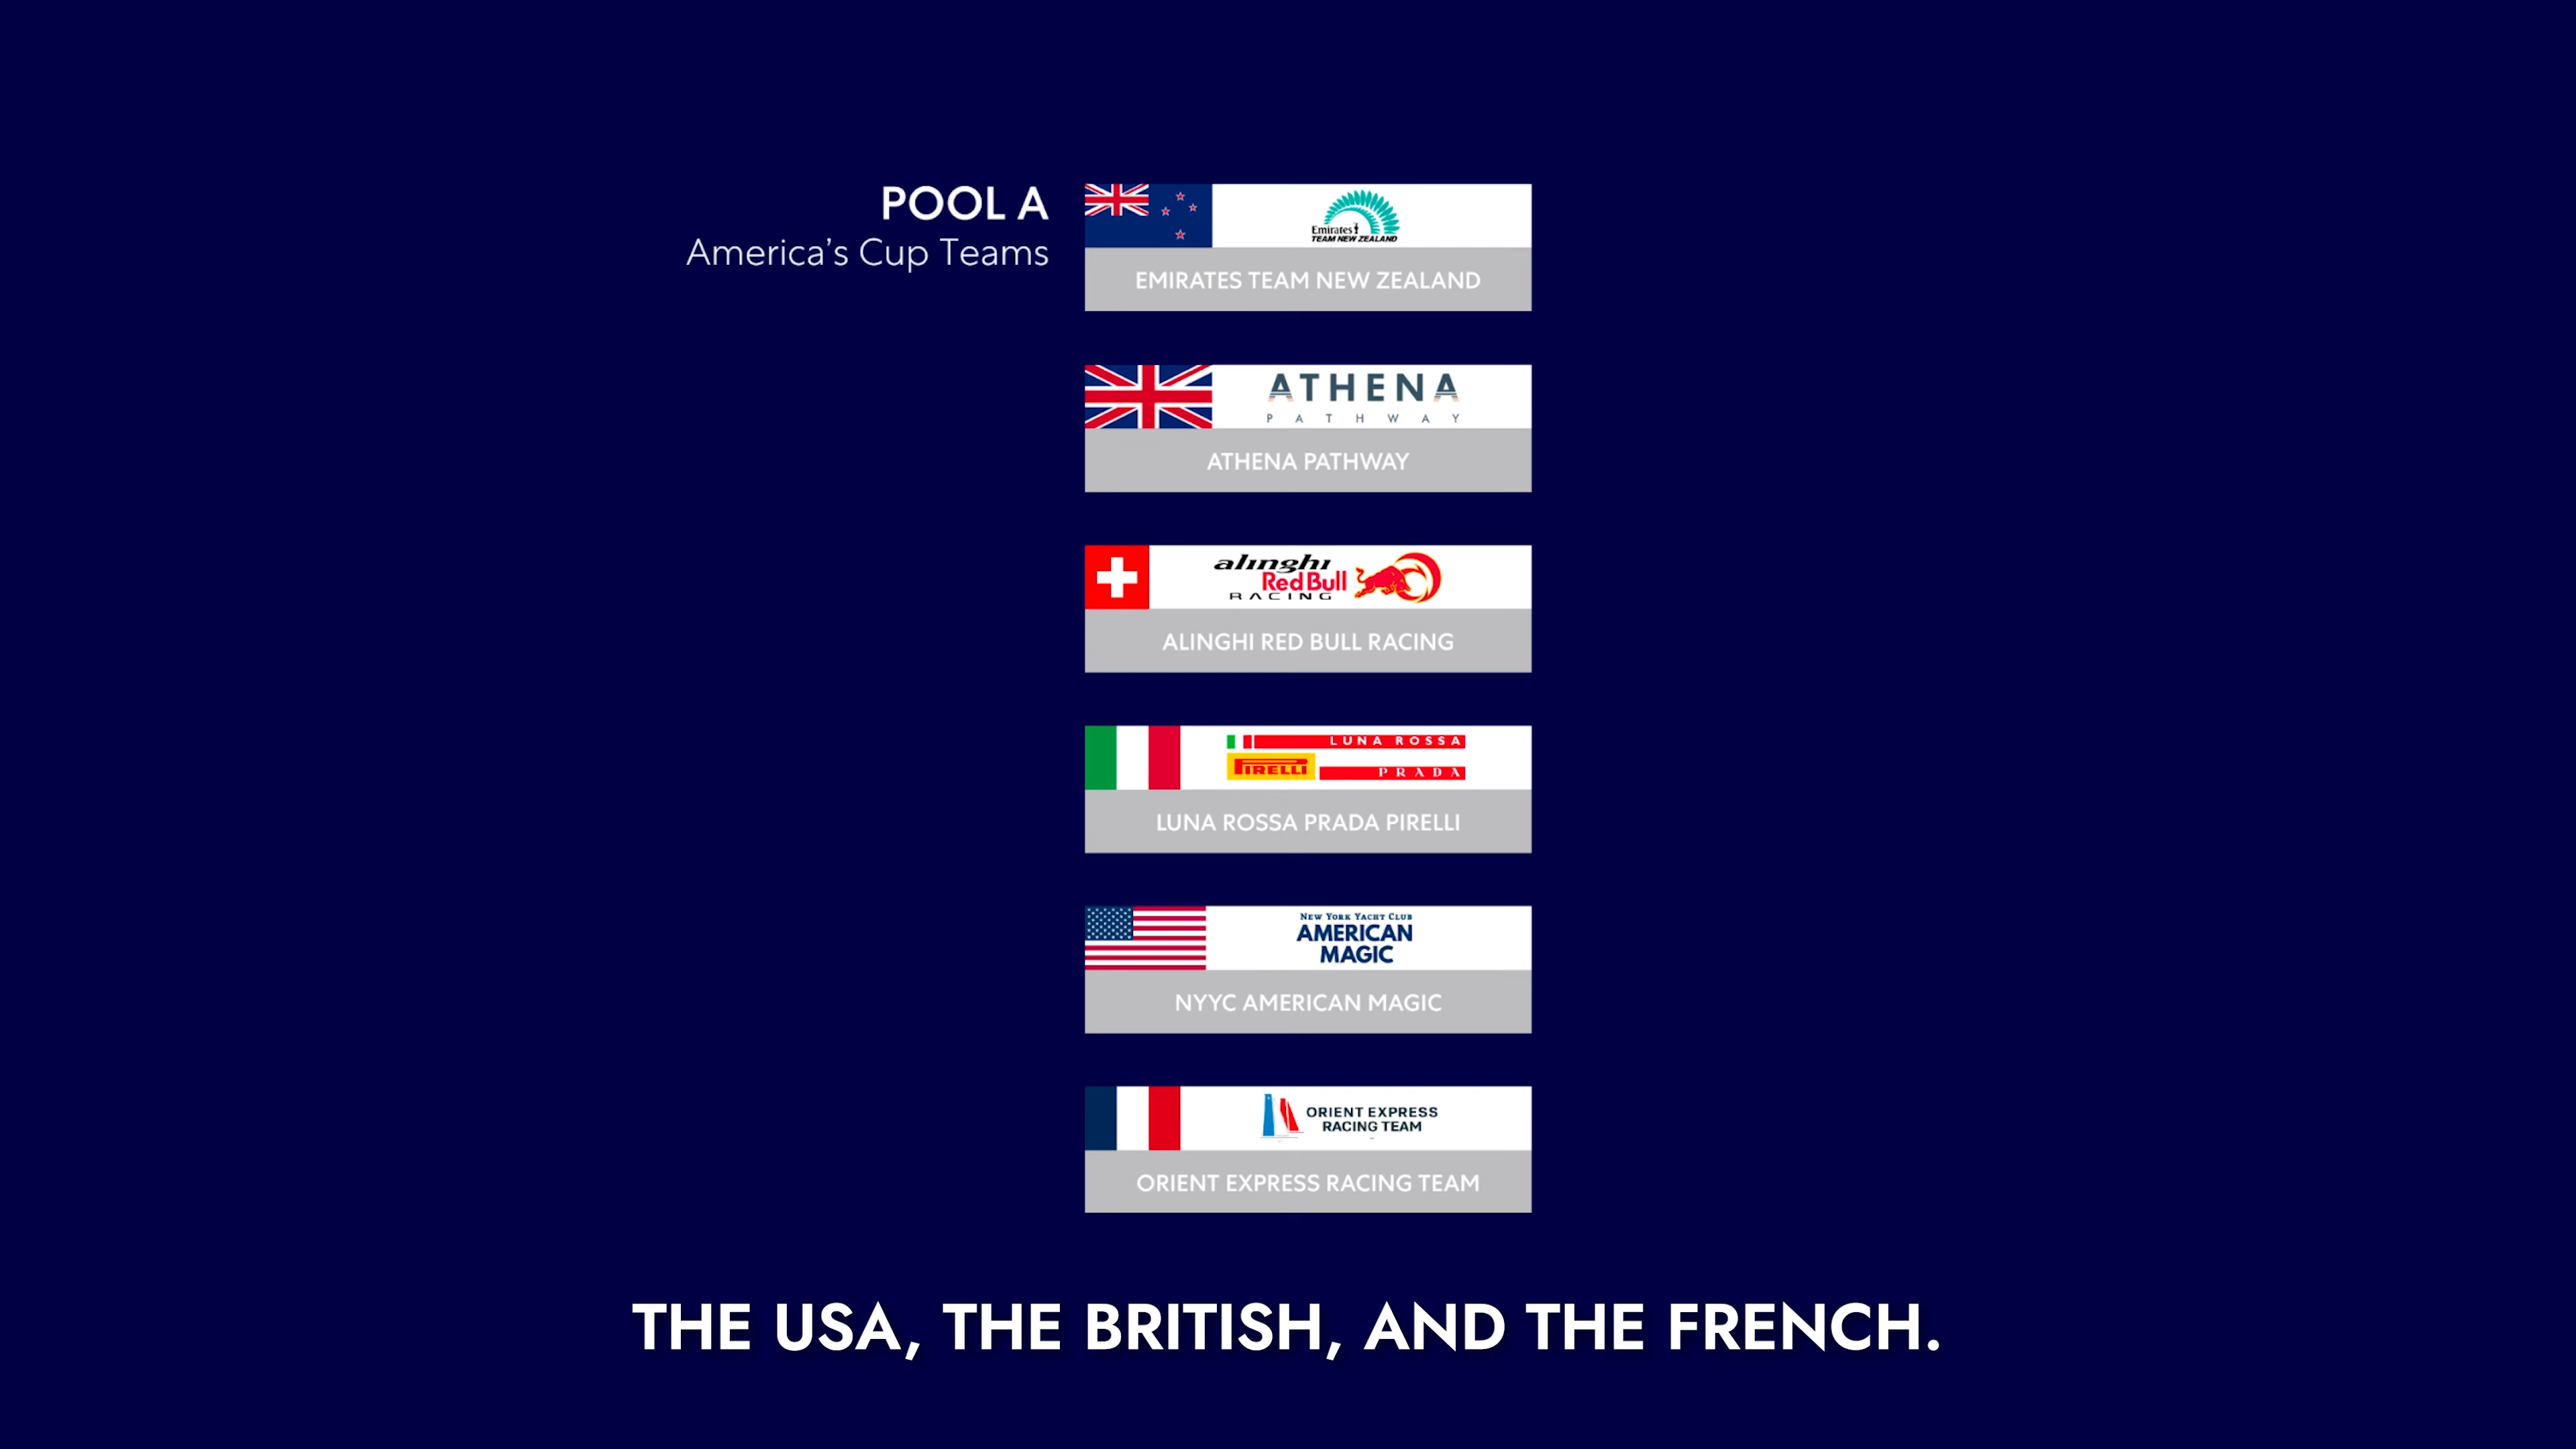 POOL A
America's Cup Teams
Emirates
TEAM NEW ZEALAND
EMIRATES TEAM NEW ZEALAND
ATHENA
PATHWAY
ATHENA PATHWAY
alinghi
Red Bull
RACING
ALINGHI RED BULL RACING
LUNA ROSSA
PIRELLI
PRADA
LUNA ROSSA PRADA PIRELLI
NEW YORK YACHT CLUB
AMERICAN
MAGIC
NYYC AMERICAN MAGIC
ORIENT EXPRESS
RACING TEAM
ORIENT EXPRESS RACING TEAM
THE USA, THE BRITISH, AND THE FRENCH.